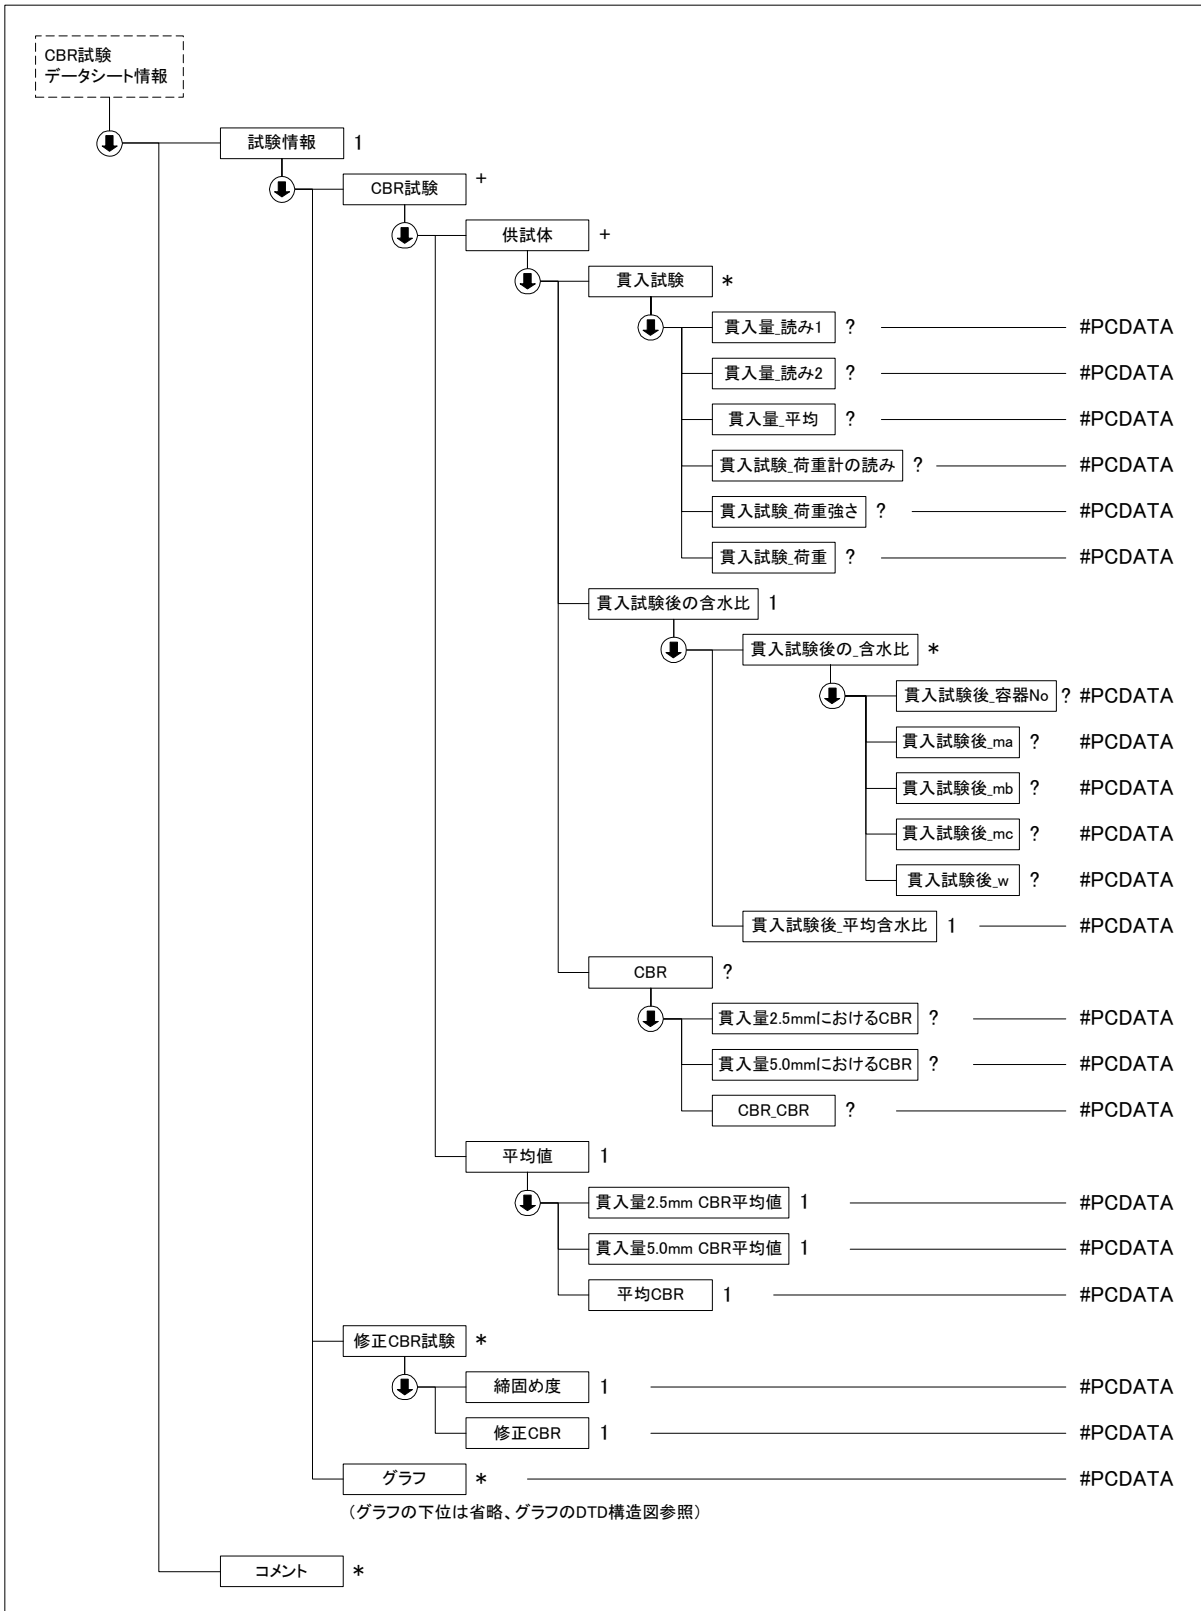 CBR試験
データシート情報
試験情報 1
CBR試験 +
供試体 +
貫入試験 *
貫入量_読み1 ? #PCDATA
貫入量_読み2 ? #PCDATA
貫入量_平均 ? #PCDATA
貫入試験_荷重計の読み ? #PCDATA
貫入試験_荷重強さ ? #PCDATA
貫入試験_荷重 ? #PCDATA
貫入試験後の含水比 1
貫入試験後の_含水比 *
貫入試験後_容器No ? #PCDATA
貫入試験後_ma ? #PCDATA
貫入試験後_mb ? #PCDATA
貫入試験後_mc ? #PCDATA
貫入試験後_w ? #PCDATA
貫入試験後_平均含水比 1 #PCDATA
CBR ?
貫入量2.5mmにおけるCBR ? #PCDATA
貫入量5.0mmにおけるCBR ? #PCDATA
CBR_CBR ? #PCDATA
平均値 1
貫入量2.5mm CBR平均値 1 #PCDATA
貫入量5.0mm CBR平均値 1 #PCDATA
平均CBR 1 #PCDATA
修正CBR試験 *
締固め度 1 #PCDATA
修正CBR 1 #PCDATA
グラフ * #PCDATA
（グラフの下位は省略、グラフのDTD構造図参照）
コメント *